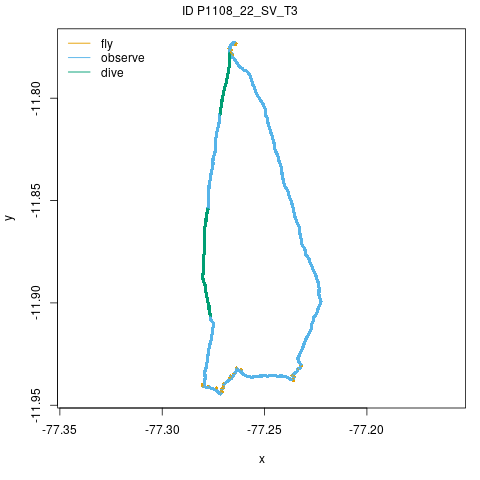 ID P1108_22_SV_T3
fly
observe
dive
-11.80
-11.85
-11.90
-11.95
y
-77.35
-77.30
-77.25
-77.20
x